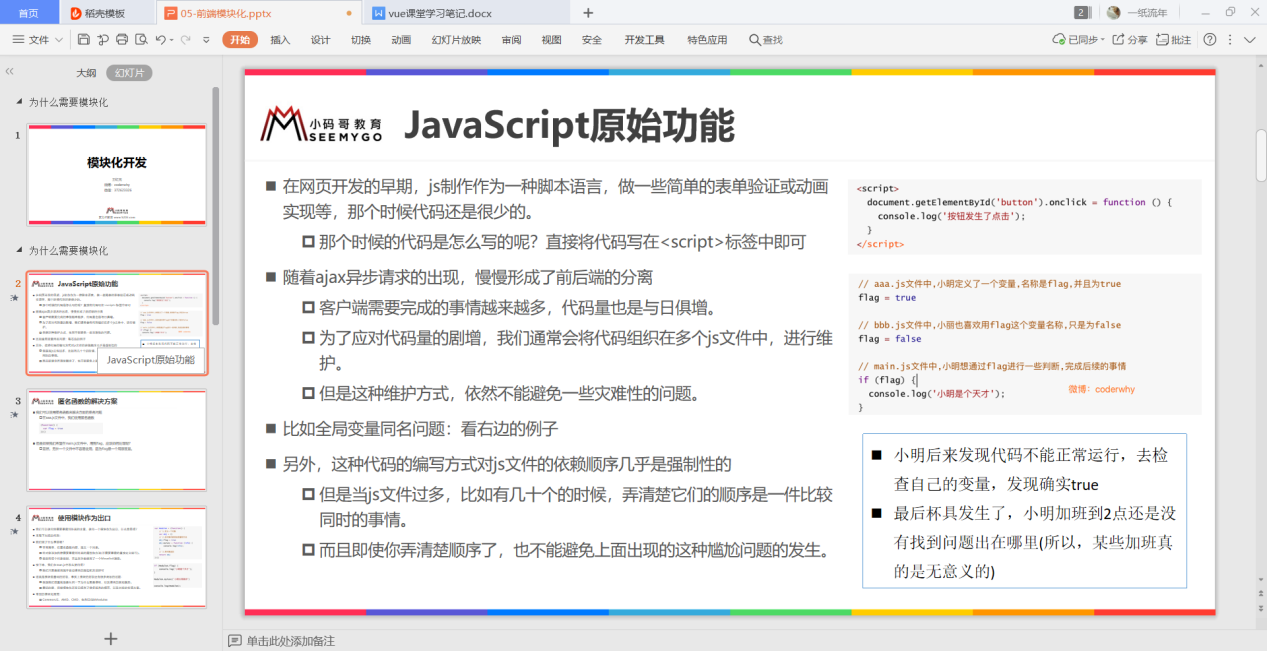 首页
稻壳模板
05-前端模块化.pptx
vue课堂学习笔记.docx
2
一纸流年
文件
开始
插入
设计
切换
动画
幻灯片放映
审阅
视图
安全
开发工具
特色应用
查找
已同步
分享
批注
大纲
幻灯片
为什么需要模块化
1
模块化开发
为什么需要模块化
2
JavaScript原始功能
JavaScript原始功能
3
匿名函数的解决方案
4
使用模块作为出口
小码哥教育
SEEMYGO
JavaScript原始功能
在网页开发的早期，js制作作为一种脚本语言，做一些简单的表单验证或动画
实现等，那个时候代码还是很少的。
那个时候的代码是怎么写的呢？直接将代码写在<script>标签中即可
随着ajax异步请求的出现，慢慢形成了前后端的分离
客户端需要完成的事情越来越多，代码量也是与日俱增。
为了应对代码量的剧增，我们通常会将代码组织在多个js文件中，进行维
护。
但是这种维护方式，依然不能避免一些灾难性的问题。
比如全局变量同名问题：看右边的例子
另外，这种代码的编写方式对js文件的依赖顺序几乎是强制性的
但是当js文件过多，比如有几十个的时候，弄清楚它们的顺序是一件比较
同时的事情。
而且即使你弄清楚顺序了，也不能避免上面出现的这种尴尬问题的发生。
<script>
document.getElementById('button').onclick = function () {
console.log('按钮发生了点击');
}
</script>
// aaa.js文件中,小明定义了一个变量,名称是flag,并且为true
flag = true
// bbb.js文件中,小丽也喜欢用flag这个变量名称,只是为false
flag = false
// main.js文件中,小明想通过flag进行一些判断,完成后续的事情
if (flag) {
console.log('小明是个天才');
}
微博：coderwhy
小明后来发现代码不能正常运行，去检
查自己的变量，发现确实true
最后杯具发生了，小明加班到2点还是没
有找到问题出在哪里(所以，某些加班真
的是无意义的)
单击此处添加备注